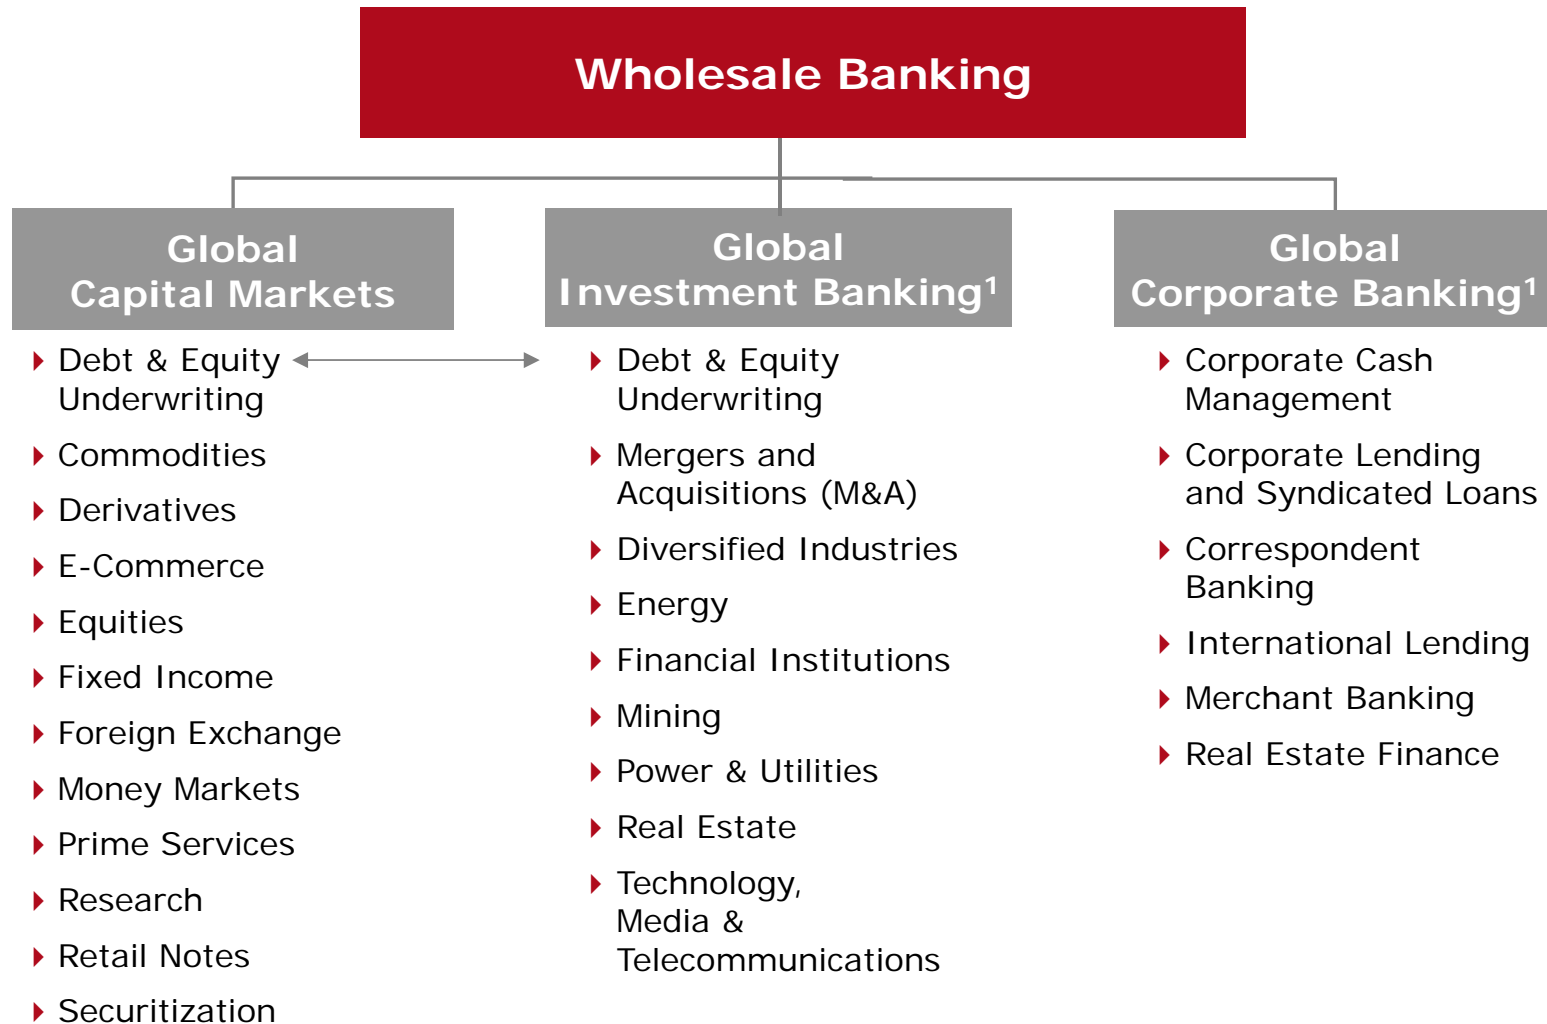 Wholesale Banking
Global
Capital Markets
Debt & Equity
Underwriting
Commodities
Derivatives
E-Commerce
Equities
Fixed Income
Foreign Exchange
Money Markets
Prime Services
Research
Retail Notes
Securitization
Global
Investment Banking¹
Debt & Equity
Underwriting
Mergers and
Acquisitions (M&A)
Diversified Industries
Energy
Financial Institutions
Mining
Power & Utilities
Real Estate
Technology,
Media &
Telecommunications
Global
Corporate Banking¹
Corporate Cash
Management
Corporate Lending
and Syndicated Loans
Correspondent
Banking
International Lending
Merchant Banking
Real Estate Finance